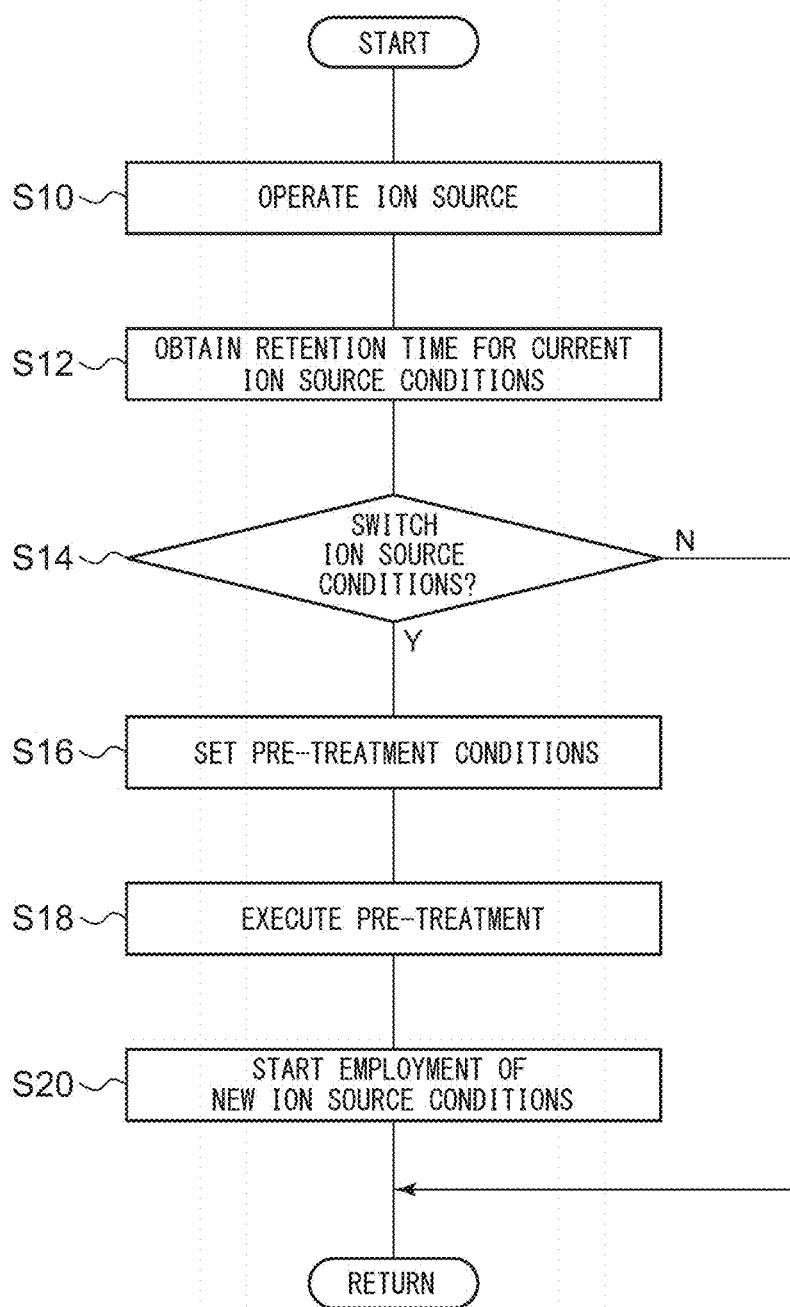 START
S10
OPERATE ION SOURCE
S12
OBTAIN RETENTION TIME FOR CURRENT
ION SOURCE CONDITIONS
S14
SWITCH
ION SOURCE
CONDITIONS?
N
Y
S16
SET PRE-TREATMENT CONDITIONS
S18
EXECUTE PRE-TREATMENT
S20
START EMPLOYMENT OF
NEW ION SOURCE CONDITIONS
RETURN